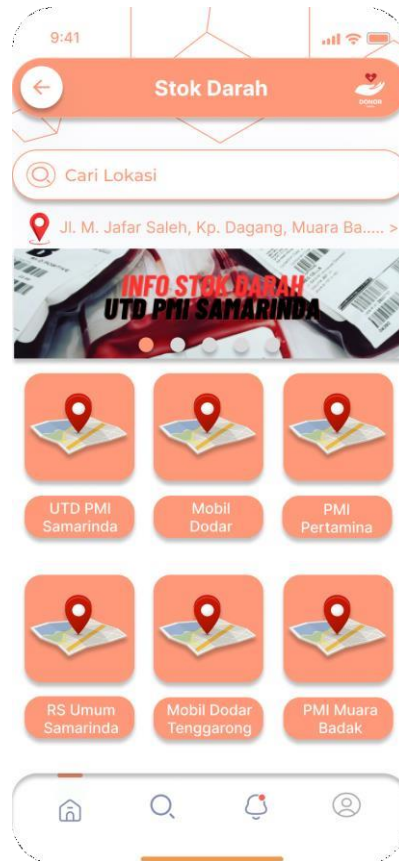 9:41
Stok Darah
DONOR
Cari Lokasi
Jl. M. Jafar Saleh, Kp. Dagang, Muara Ba..... >
INFO STOK DARAH
UTD PMI SAMARINDA
UTD PMI
Samarinda
Mobil
Dodar
PMI
Pertamina
RS Umum
Samarinda
Mobil Dodar
Tenggarong
PMI Muara
Badak